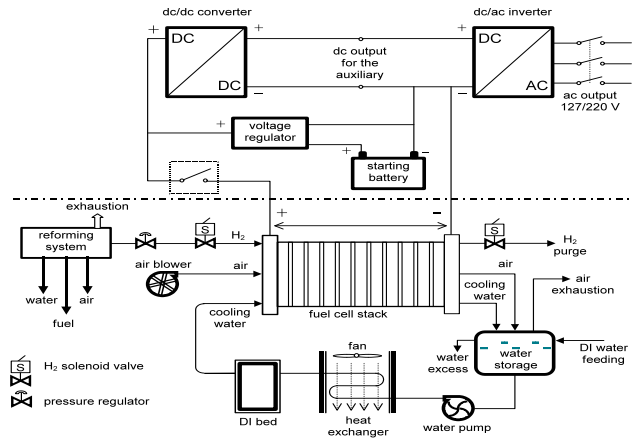 dc/dc converter
dc/ac inverter
+
DC
DC
+
−
dc output
for the
auxiliary
+
−
DC
AC
ac output
127/220 V
+
voltage
regulator
+
−
starting
battery
exhaustion
reforming
system
S
H2
+
−
S
H2
purge
air blower
air
air
cooling
water
cooling
water
air
exhaustion
water
air
fuel
fuel cell stack
water
excess
water
storage
DI water
feeding
S
H2 solenoid valve
pressure regulator
DI bed
fan
heat
exchanger
water pump